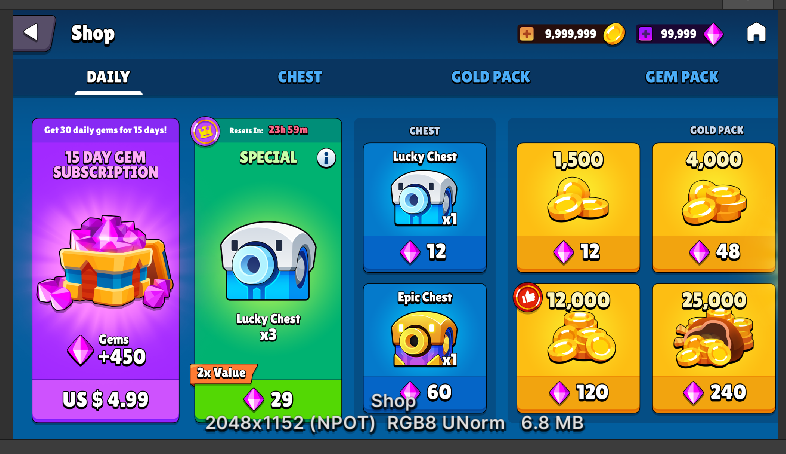 Shop
9,999,999
99,999
DAILY
CHEST
GOLD PACK
GEM PACK
Get 30 daily gems for 15 days!
15 DAY GEM
SUBSCRIPTION
Gems
+450
US $ 4.99
Resets In: 23h 59m
SPECIAL
i
Lucky Chest
x3
2x Value
29
CHEST
Lucky Chest
x1
12
Epic Chest
x1
60
GOLD PACK
1,500
12
4,000
48
12,000
120
25,000
240
Shop
2048x1152 (NPOT) RGB8 UNorm 6.8 MB